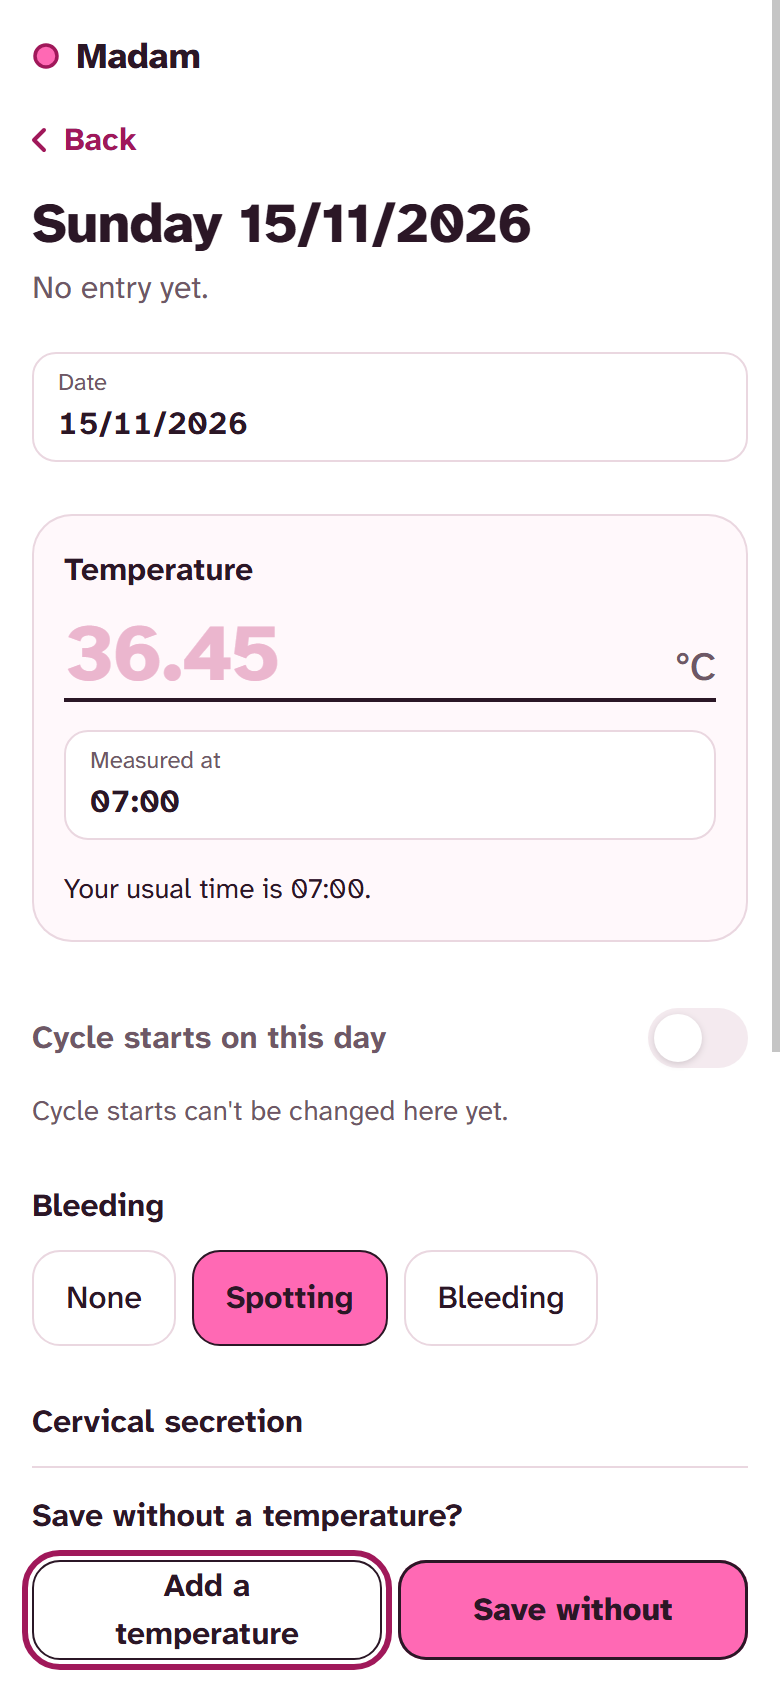 Madam
Back
Sunday 15/11/2026
No entry yet.
Date
15/11/2026
Temperature
36.45
°C
Measured at
07:00
Your usual time is 07:00.
Cycle starts on this day
Cycle starts can't be changed here yet.
Bleeding
None
Spotting
Bleeding
Cervical secretion
Save without a temperature?
Add a
temperature
Save without